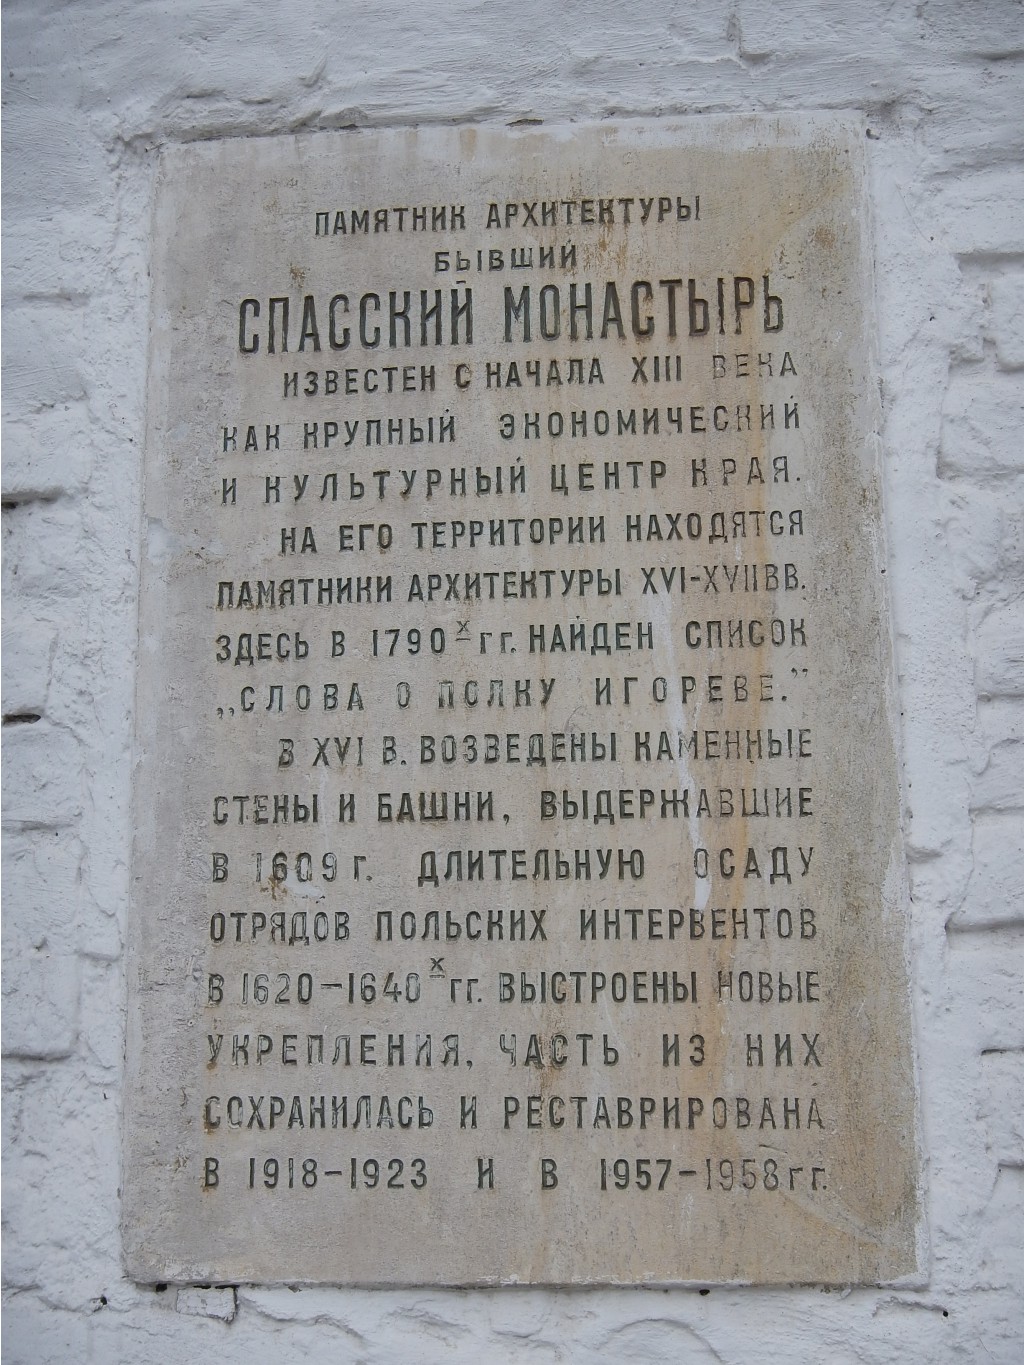 ПАМЯТНИК АРХИТЕКТУРЫ
БЫВШИЙ
СПАССКИЙ МОНАСТЫРЬ
ИЗВЕСТЕН С НАЧАЛА XIII ВЕКА
КАК КРУПНЫЙ ЭКОНОМИЧЕСКИЙ
И КУЛЬТУРНЫЙ ЦЕНТР КРАЯ.
НА ЕГО ТЕРРИТОРИИ НАХОДЯТСЯ
ПАМЯТНИКИ АРХИТЕКТУРЫ XVI-XVIIВВ.
ЗДЕСЬ В 1790х гг. НАЙДЕН СПИСОК
„СЛОВА О ПОЛКУ ИГОРЕВЕ."
В XVI В. ВОЗВЕДЕНЫ КАМЕННЫЕ
СТЕНЫ И БАШНИ, ВЫДЕРЖАВШИЕ
В 1609 г. ДЛИТЕЛЬНУЮ ОСАДУ
ОТРЯДОВ ПОЛЬСКИХ ИНТЕРВЕНТОВ
В 1620-1640х гг. ВЫСТРОЕНЫ НОВЫЕ
УКРЕПЛЕНИЯ, ЧАСТЬ ИЗ НИХ
СОХРАНИЛАСЬ И РЕСТАВРИРОВАНА
В 1918-1923 И В 1957-1958гг.